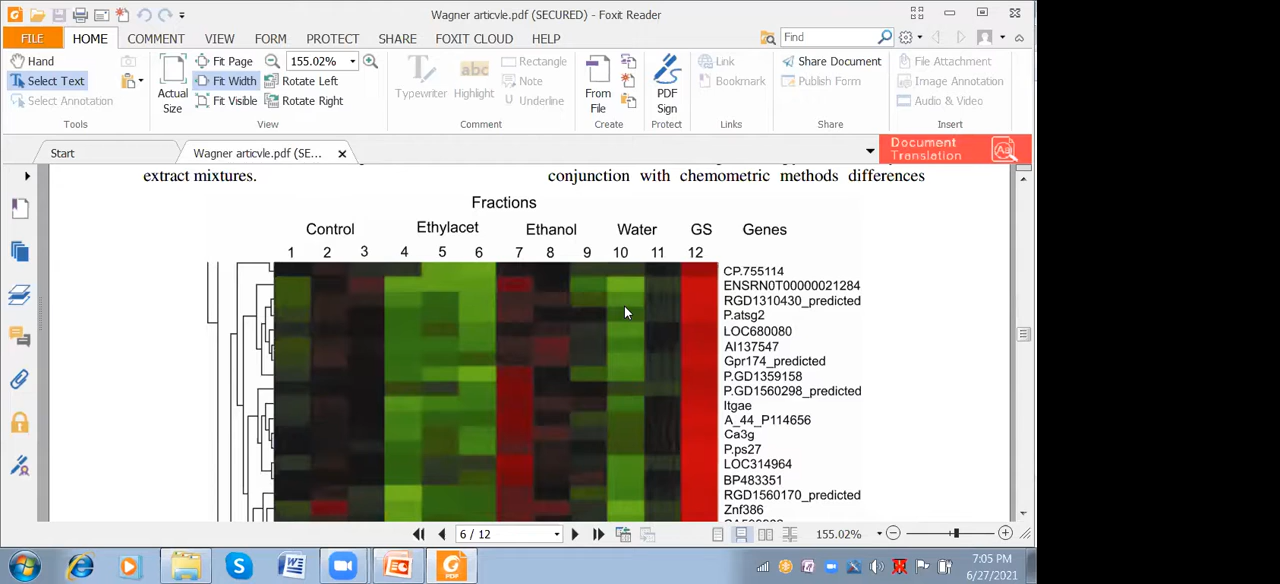 Wagner articvle.pdf (SECURED) - Foxit Reader
FILE HOME COMMENT VIEW FORM PROTECT SHARE FOXIT CLOUD HELP Find
Hand
Select Text
Select Annotation
Tools
Actual Size
Fit Page
Fit Width
Fit Visible
155.02%
Rotate Left
Rotate Right
View
Typewriter
Highlight
Rectangle
Note
Underline
Comment
From File
Create
PDF Sign
Protect
Link
Bookmark
Links
Share Document
Publish Form
Share
File Attachment
Image Annotation
Audio & Video
Insert
Start
Wagner articvle.pdf (SE...
Document
Translation
extract mixtures.
conjunction with chemometric methods differences
Fractions
Control Ethylacet Ethanol Water GS Genes
1 2 3 4 5 6 7 8 9 10 11 12
CP.755114
ENSRN0T00000021284
RGD1310430_predicted
P.atsg2
LOC680080
AI137547
Gpr174_predicted
P.GD1359158
P.GD1560298_predicted
Itgae
A_44_P114656
Ca3g
P.ps27
LOC314964
BP483351
RGD1560170_predicted
Znf386
6 / 12
155.02%
7:05 PM
6/27/2021